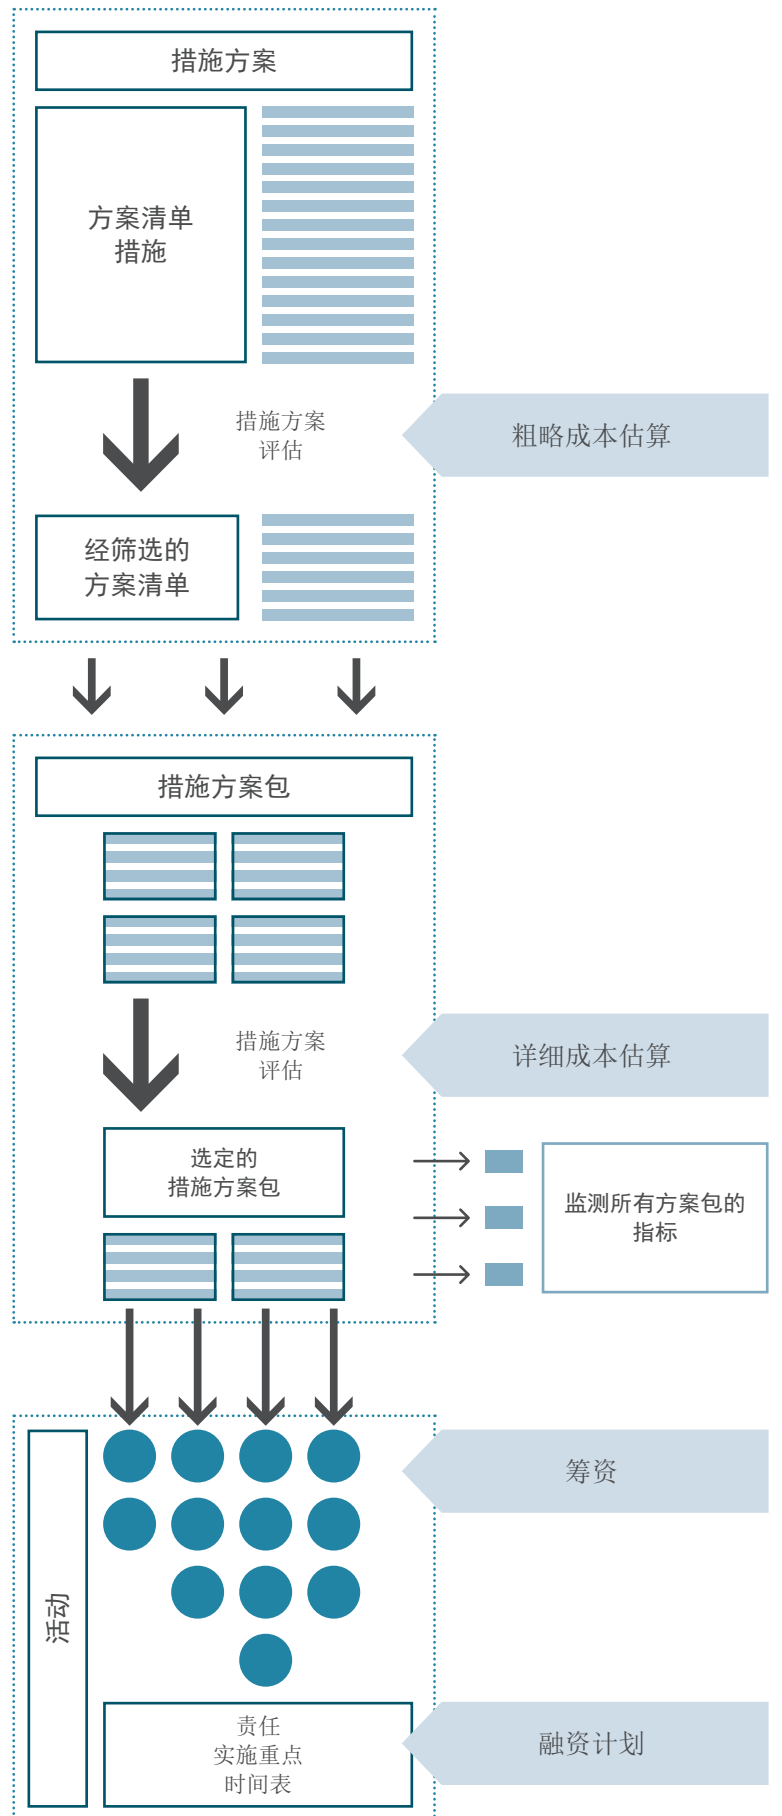 措施方案
方案清单
措施
措施方案
评估
粗略成本估算
经筛选的
方案清单
措施方案包
措施方案
评估
详细成本估算
选定的
措施方案包
监测所有方案包的
指标
筹资
活动
责任
实施重点
时间表
融资计划